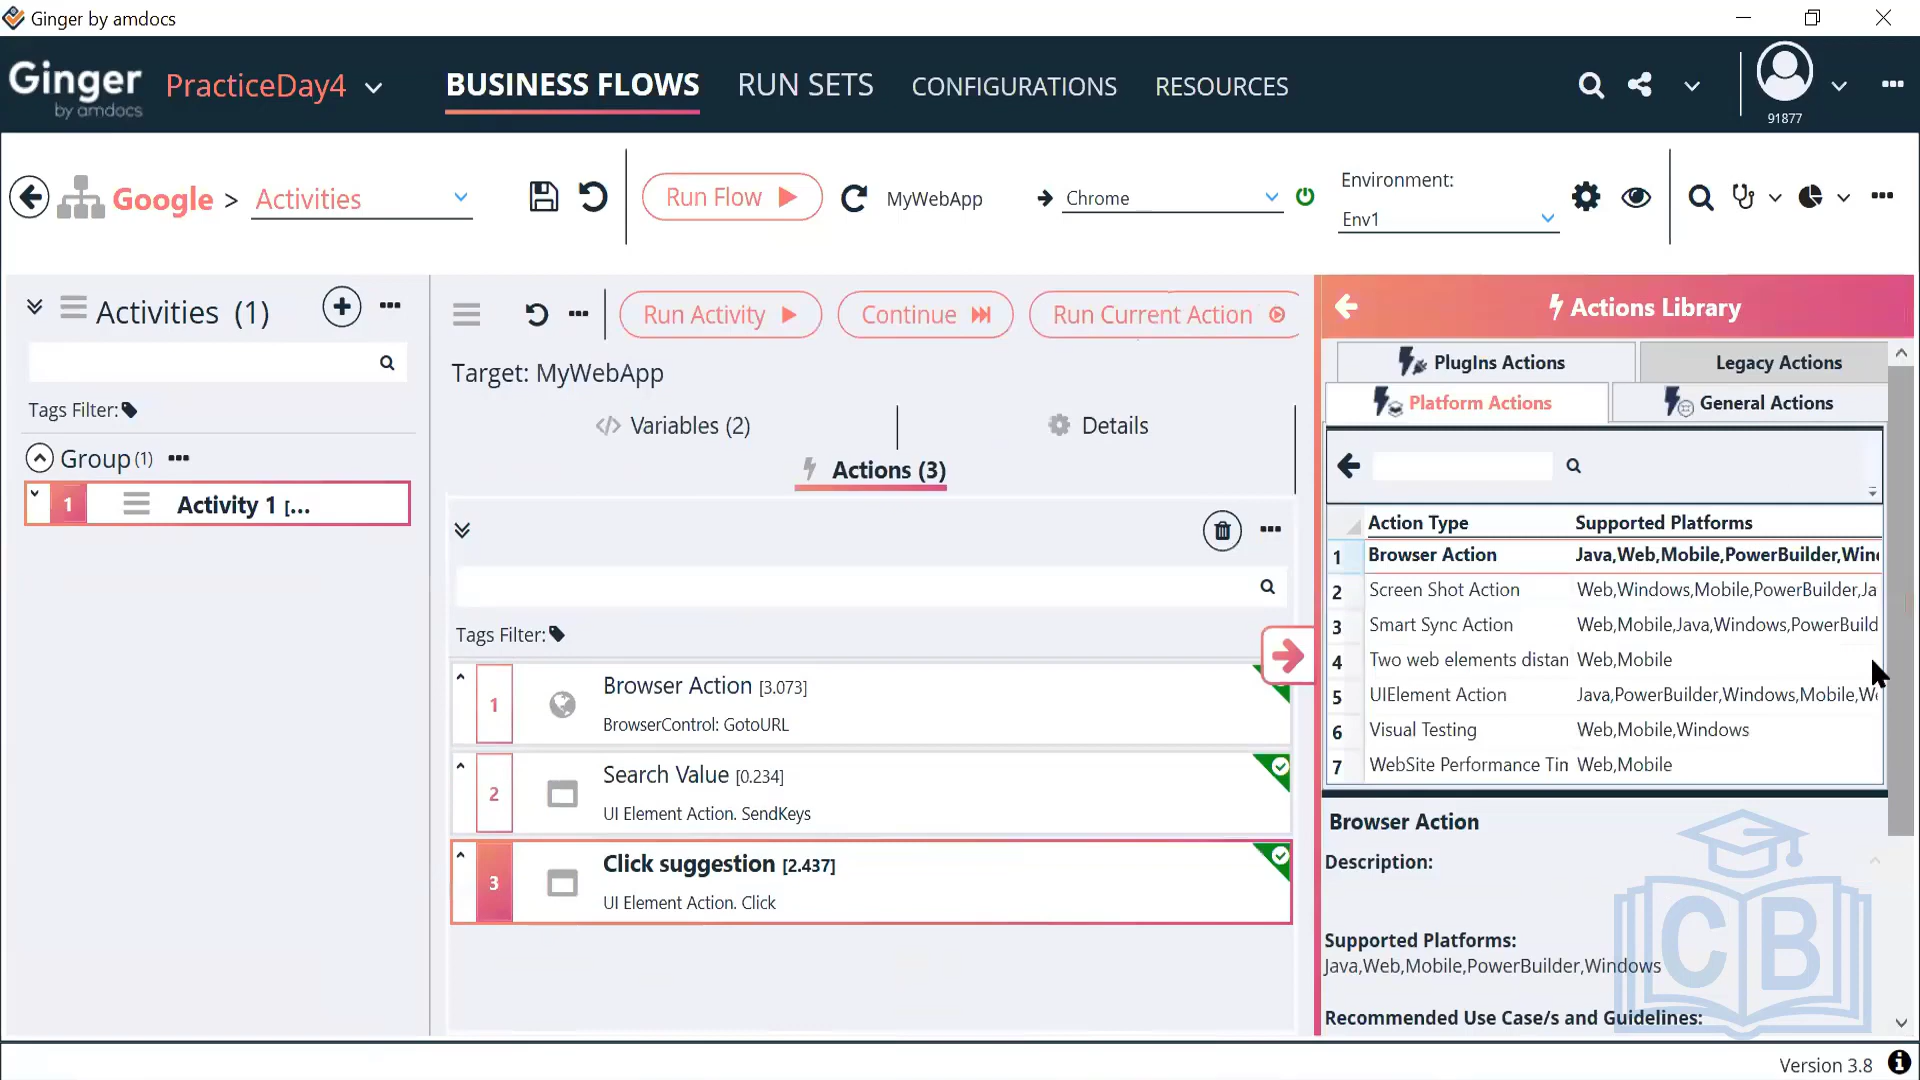 Ginger by amdocs
Ginger by amdocs PracticeDay4 BUSINESS FLOWS RUN SETS CONFIGURATIONS RESOURCES
91877
Google > Activities Run Flow MyWebApp Chrome Environment:
Env1
Activities (1)
Tags Filter:
Group (1)
1 Activity 1 [...
Run Activity Continue Run Current Action
Target: MyWebApp
</> Variables (2) Details
Actions (3)
Tags Filter:
1 Browser Action [3.073]
BrowserControl: GotoURL
2 Search Value [0.234]
UI Element Action. SendKeys
3 Click suggestion [2.437]
UI Element Action. Click
Actions Library
PlugIns Actions Legacy Actions
Platform Actions General Actions
Action Type Supported Platforms
1 Browser Action Java,Web,Mobile,PowerBuilder,Win
2 Screen Shot Action Web,Windows,Mobile,PowerBuilder,Ja
3 Smart Sync Action Web,Mobile,Java,Windows,PowerBuild
4 Two web elements distan Web,Mobile
5 UIElement Action Java,PowerBuilder,Windows,Mobile,W
6 Visual Testing Web,Mobile,Windows
7 WebSite Performance Tin Web,Mobile
Browser Action
Description:
Supported Platforms:
Java,Web,Mobile,PowerBuilder,Windows
Recommended Use Case/s and Guidelines:
CB
Version 3.8